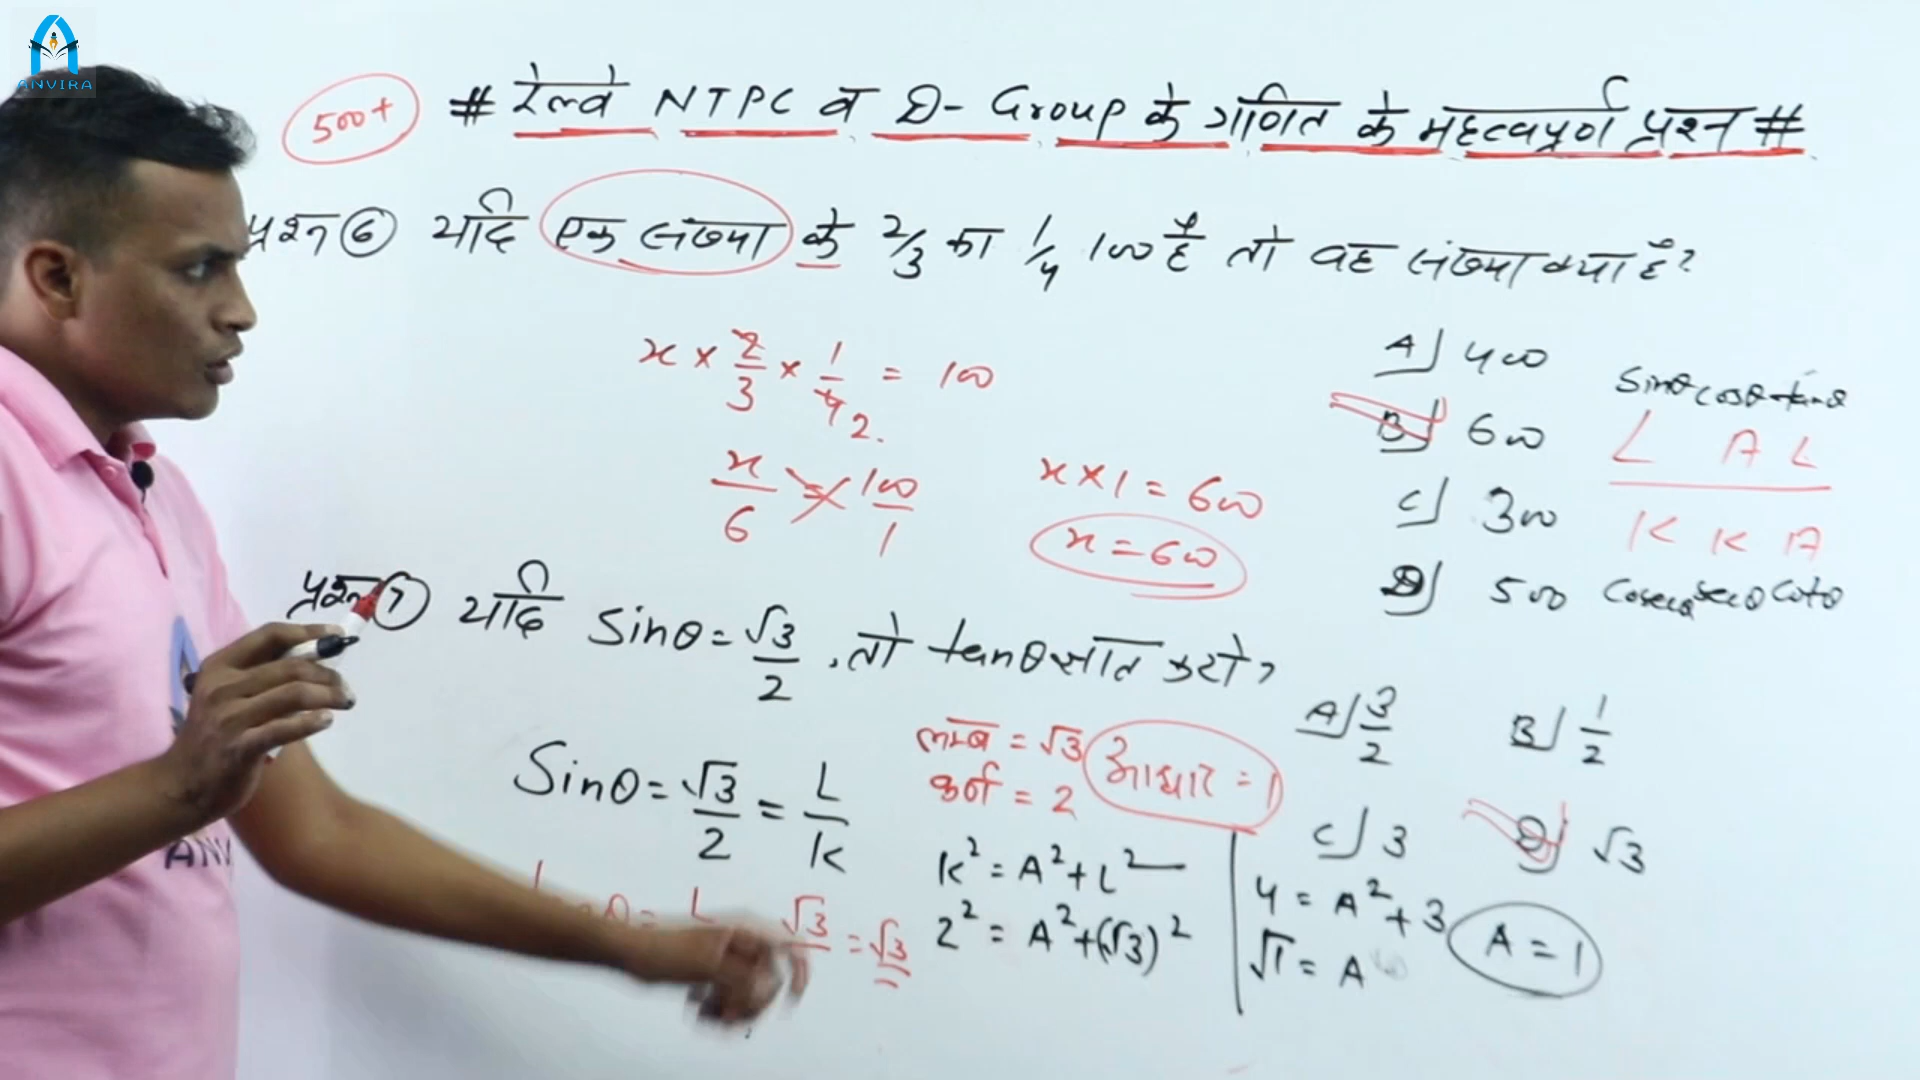 ANVIRA
500+
# रेल्वे NTPC व D- Group के गणित के महत्वपूर्ण प्रश्न #
प्रश्न 6 यदि एक संख्या के 2/3 का 1/4 100 है तो वह संख्या क्या है?
x × 2/3 × 1/4 = 100
2
x/6 = 100/1
x × 1 = 600
x = 600
A) 400
B) 600
C) 300
D) 500
Sinθ cosθ tanθ
L A L
K K A
Cosecθ secθ cotθ
प्रश्न 7 यदि Sinθ = √3/2 , तो tanθ ज्ञात करो?
A) 3/2 B) 1/2
C) 3 D) √3
Sinθ = √3/2 = L/K
लम्ब = √3
कर्ण = 2
आधार = 1
K² = A² + L²
2² = A² + (√3)²
4 = A² + 3
√1 = A
A = 1
θ = L
√3 = √3
ANV